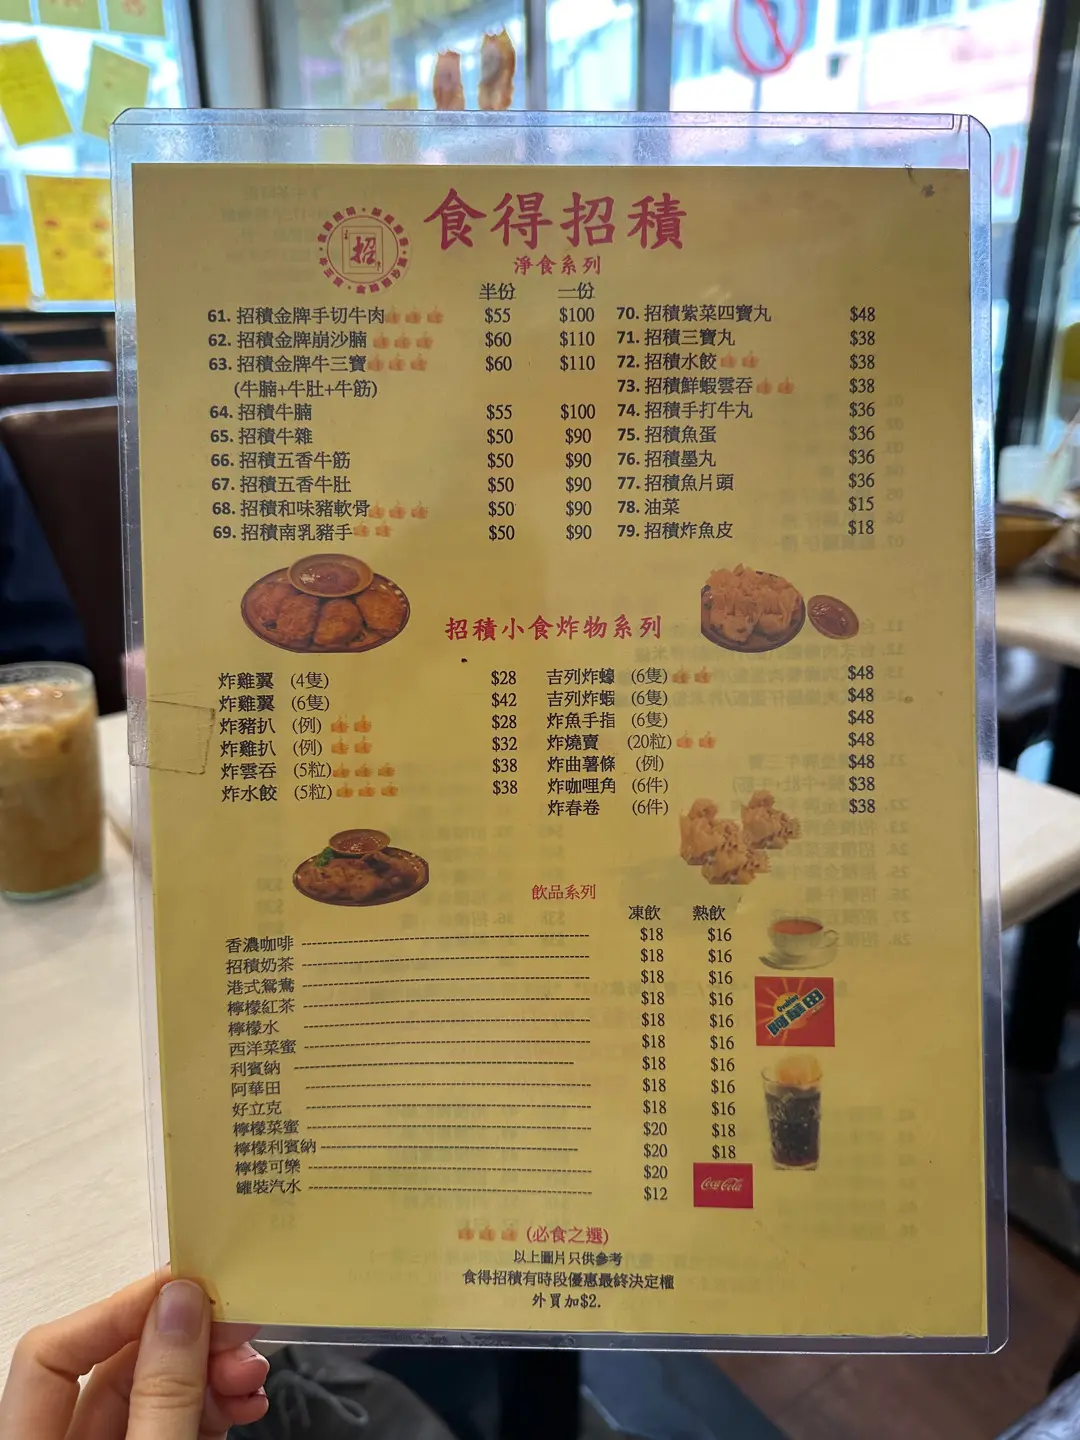 食得招積
招
淨食系列
半份 一份
61. 招積金牌手切牛肉 $55 $100
62. 招積金牌崩沙腩 $60 $110
63. 招積金牌牛三寶 $60 $110
(牛腩+牛肚+牛筋)
64. 招積牛腩 $55 $100
65. 招積牛雜 $50 $90
66. 招積五香牛筋 $50 $90
67. 招積五香牛肚 $50 $90
68. 招積和味豬軟骨 $50 $90
69. 招積南乳豬手 $50 $90
70. 招積紫菜四寶丸 $48
71. 招積三寶丸 $38
72. 招積水餃 $38
73. 招積鮮蝦雲吞 $38
74. 招積手打牛丸 $36
75. 招積魚蛋 $36
76. 招積墨丸 $36
77. 招積魚片頭 $36
78. 油菜 $15
79. 招積炸魚皮 $18
招積小食炸物系列
炸雞翼 (4隻) $28
炸雞翼 (6隻) $42
炸豬扒 (例) $28
炸雞扒 (例) $32
炸雲吞 (5粒) $38
炸水餃 (5粒) $38
吉列炸蠔 (6隻) $48
吉列炸蝦 (6隻) $48
炸魚手指 (6隻) $48
炸燒賣 (20粒) $48
炸曲薯條 (例) $48
炸咖哩角 (6件) $38
炸春卷 (6件) $38
飲品系列
凍飲 熱飲
香濃咖啡 $18 $16
招積奶茶 $18 $16
港式鴛鴦 $18 $16
檸檬紅茶 $18 $16
檸檬水 $18 $16
西洋菜蜜 $18 $16
利賓納 $18 $16
阿華田 $18 $16
好立克 $18 $16
檸檬菜蜜 $20 $18
檸檬利賓納 $20 $18
檸檬可樂 $20
罐裝汽水 $12
Ovaltine
阿華田
Coca-Cola
(必食之選)
以上圖片只供參考
食得招積有時段優惠最終決定權
外買加$2.